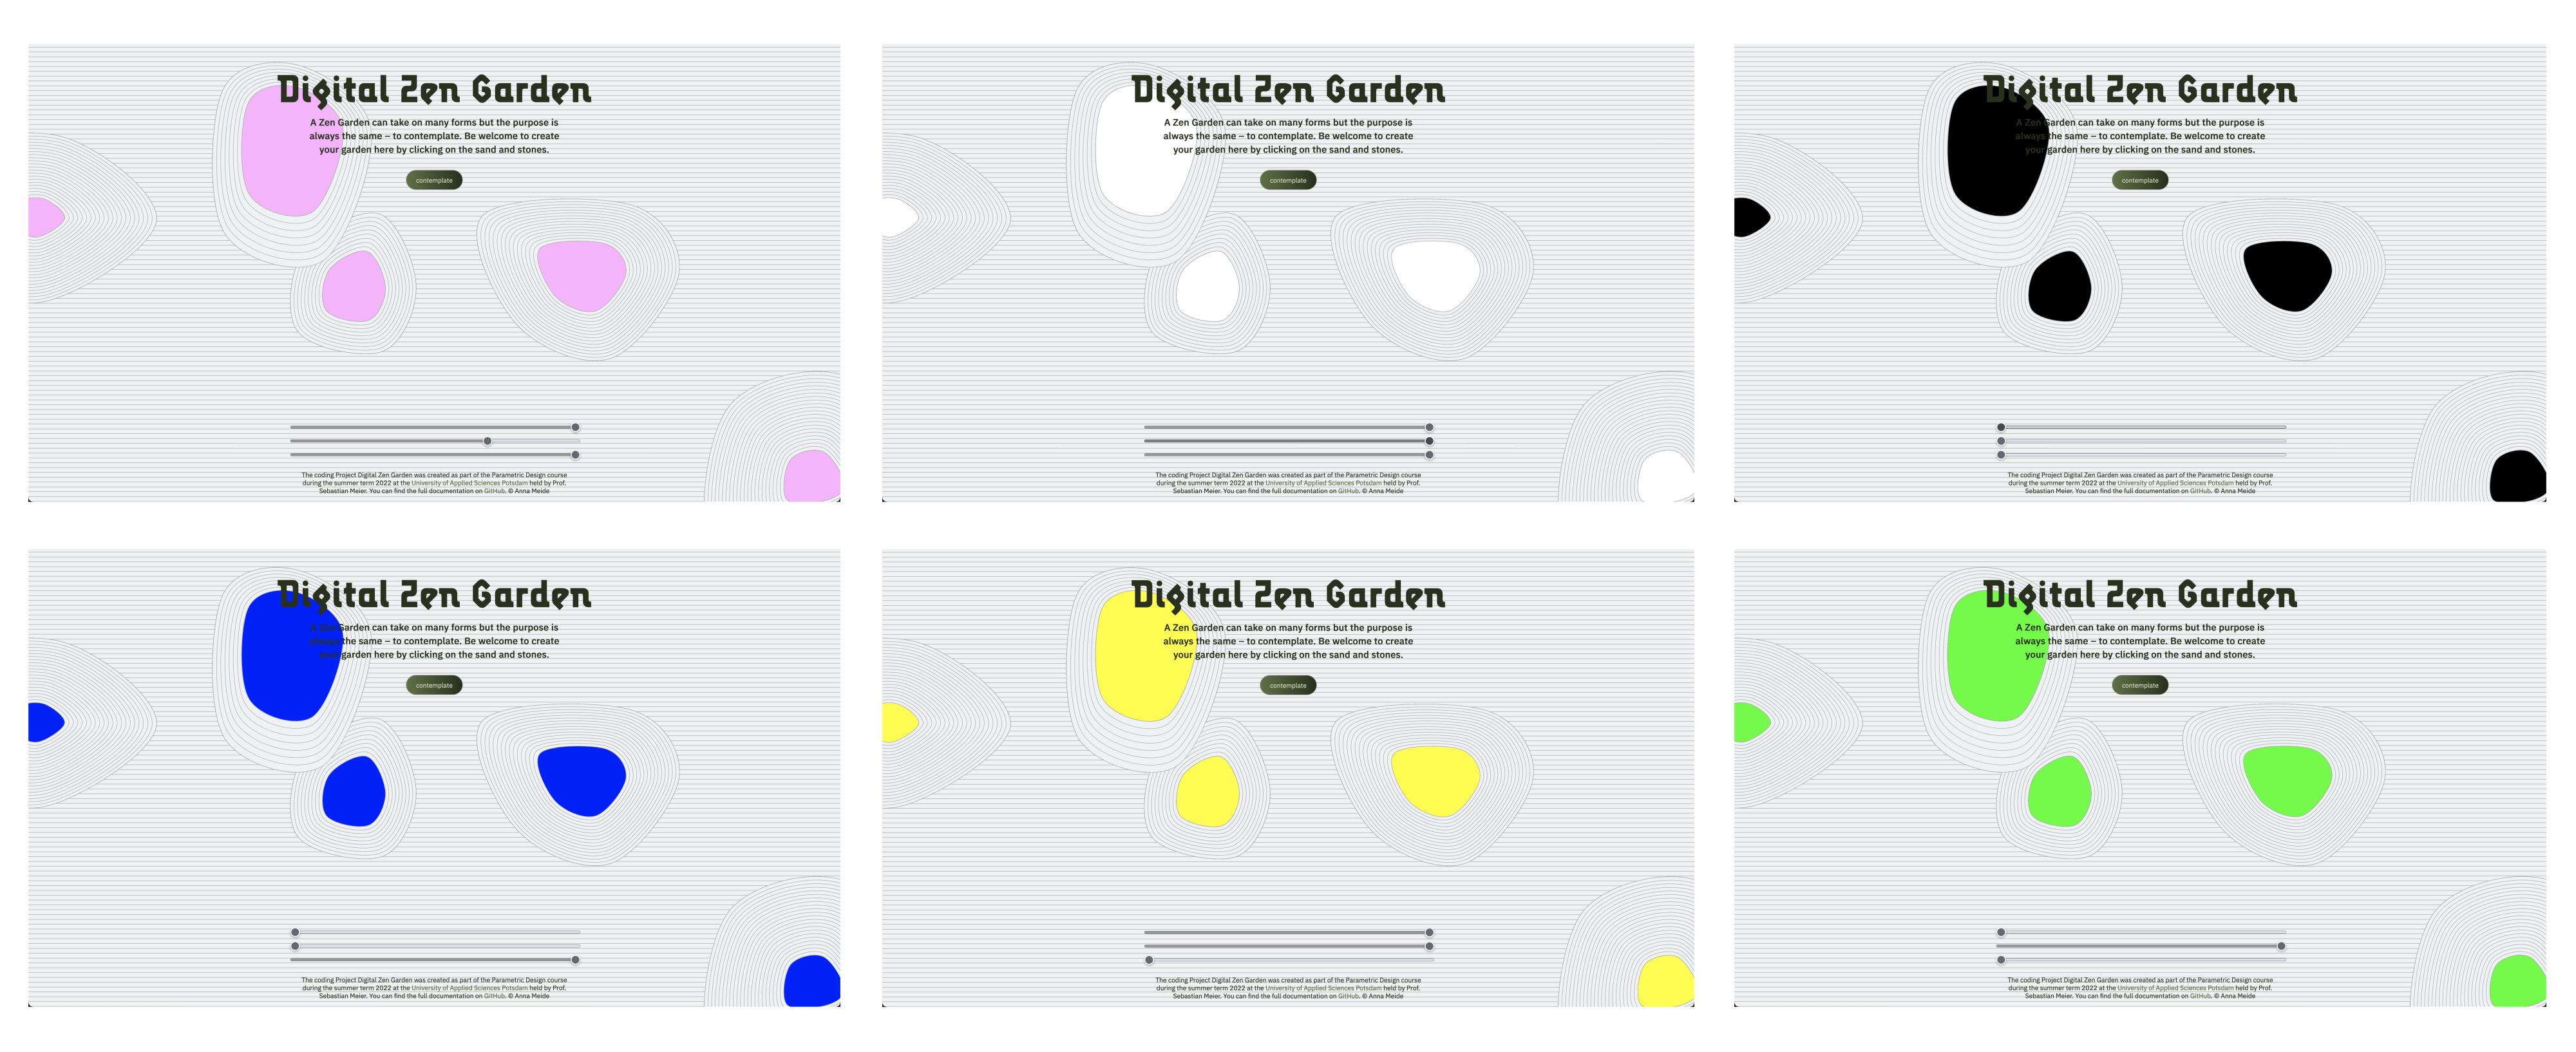 Digital Zen Garden
A Zen Garden can take on many forms but the purpose is
always the same – to contemplate. Be welcome to create
your garden here by clicking on the sand and stones.
contemplate
The coding Project Digital Zen Garden was created as part of the Parametric Design course
during the summer term 2022 at the University of Applied Sciences Potsdam held by Prof.
Sebastian Meier. You can find the full documentation on GitHub. © Anna Meide
Digital Zen Garden
A Zen Garden can take on many forms but the purpose is
always the same – to contemplate. Be welcome to create
your garden here by clicking on the sand and stones.
contemplate
The coding Project Digital Zen Garden was created as part of the Parametric Design course
during the summer term 2022 at the University of Applied Sciences Potsdam held by Prof.
Sebastian Meier. You can find the full documentation on GitHub. © Anna Meide
Digital Zen Garden
A Zen Garden can take on many forms but the purpose is
always the same – to contemplate. Be welcome to create
your garden here by clicking on the sand and stones.
contemplate
The coding Project Digital Zen Garden was created as part of the Parametric Design course
during the summer term 2022 at the University of Applied Sciences Potsdam held by Prof.
Sebastian Meier. You can find the full documentation on GitHub. © Anna Meide
Digital Zen Garden
A Zen Garden can take on many forms but the purpose is
always the same – to contemplate. Be welcome to create
your garden here by clicking on the sand and stones.
contemplate
The coding Project Digital Zen Garden was created as part of the Parametric Design course
during the summer term 2022 at the University of Applied Sciences Potsdam held by Prof.
Sebastian Meier. You can find the full documentation on GitHub. © Anna Meide
Digital Zen Garden
A Zen Garden can take on many forms but the purpose is
always the same – to contemplate. Be welcome to create
your garden here by clicking on the sand and stones.
contemplate
The coding Project Digital Zen Garden was created as part of the Parametric Design course
during the summer term 2022 at the University of Applied Sciences Potsdam held by Prof.
Sebastian Meier. You can find the full documentation on GitHub. © Anna Meide
Digital Zen Garden
A Zen Garden can take on many forms but the purpose is
always the same – to contemplate. Be welcome to create
your garden here by clicking on the sand and stones.
contemplate
The coding Project Digital Zen Garden was created as part of the Parametric Design course
during the summer term 2022 at the University of Applied Sciences Potsdam held by Prof.
Sebastian Meier. You can find the full documentation on GitHub. © Anna Meide